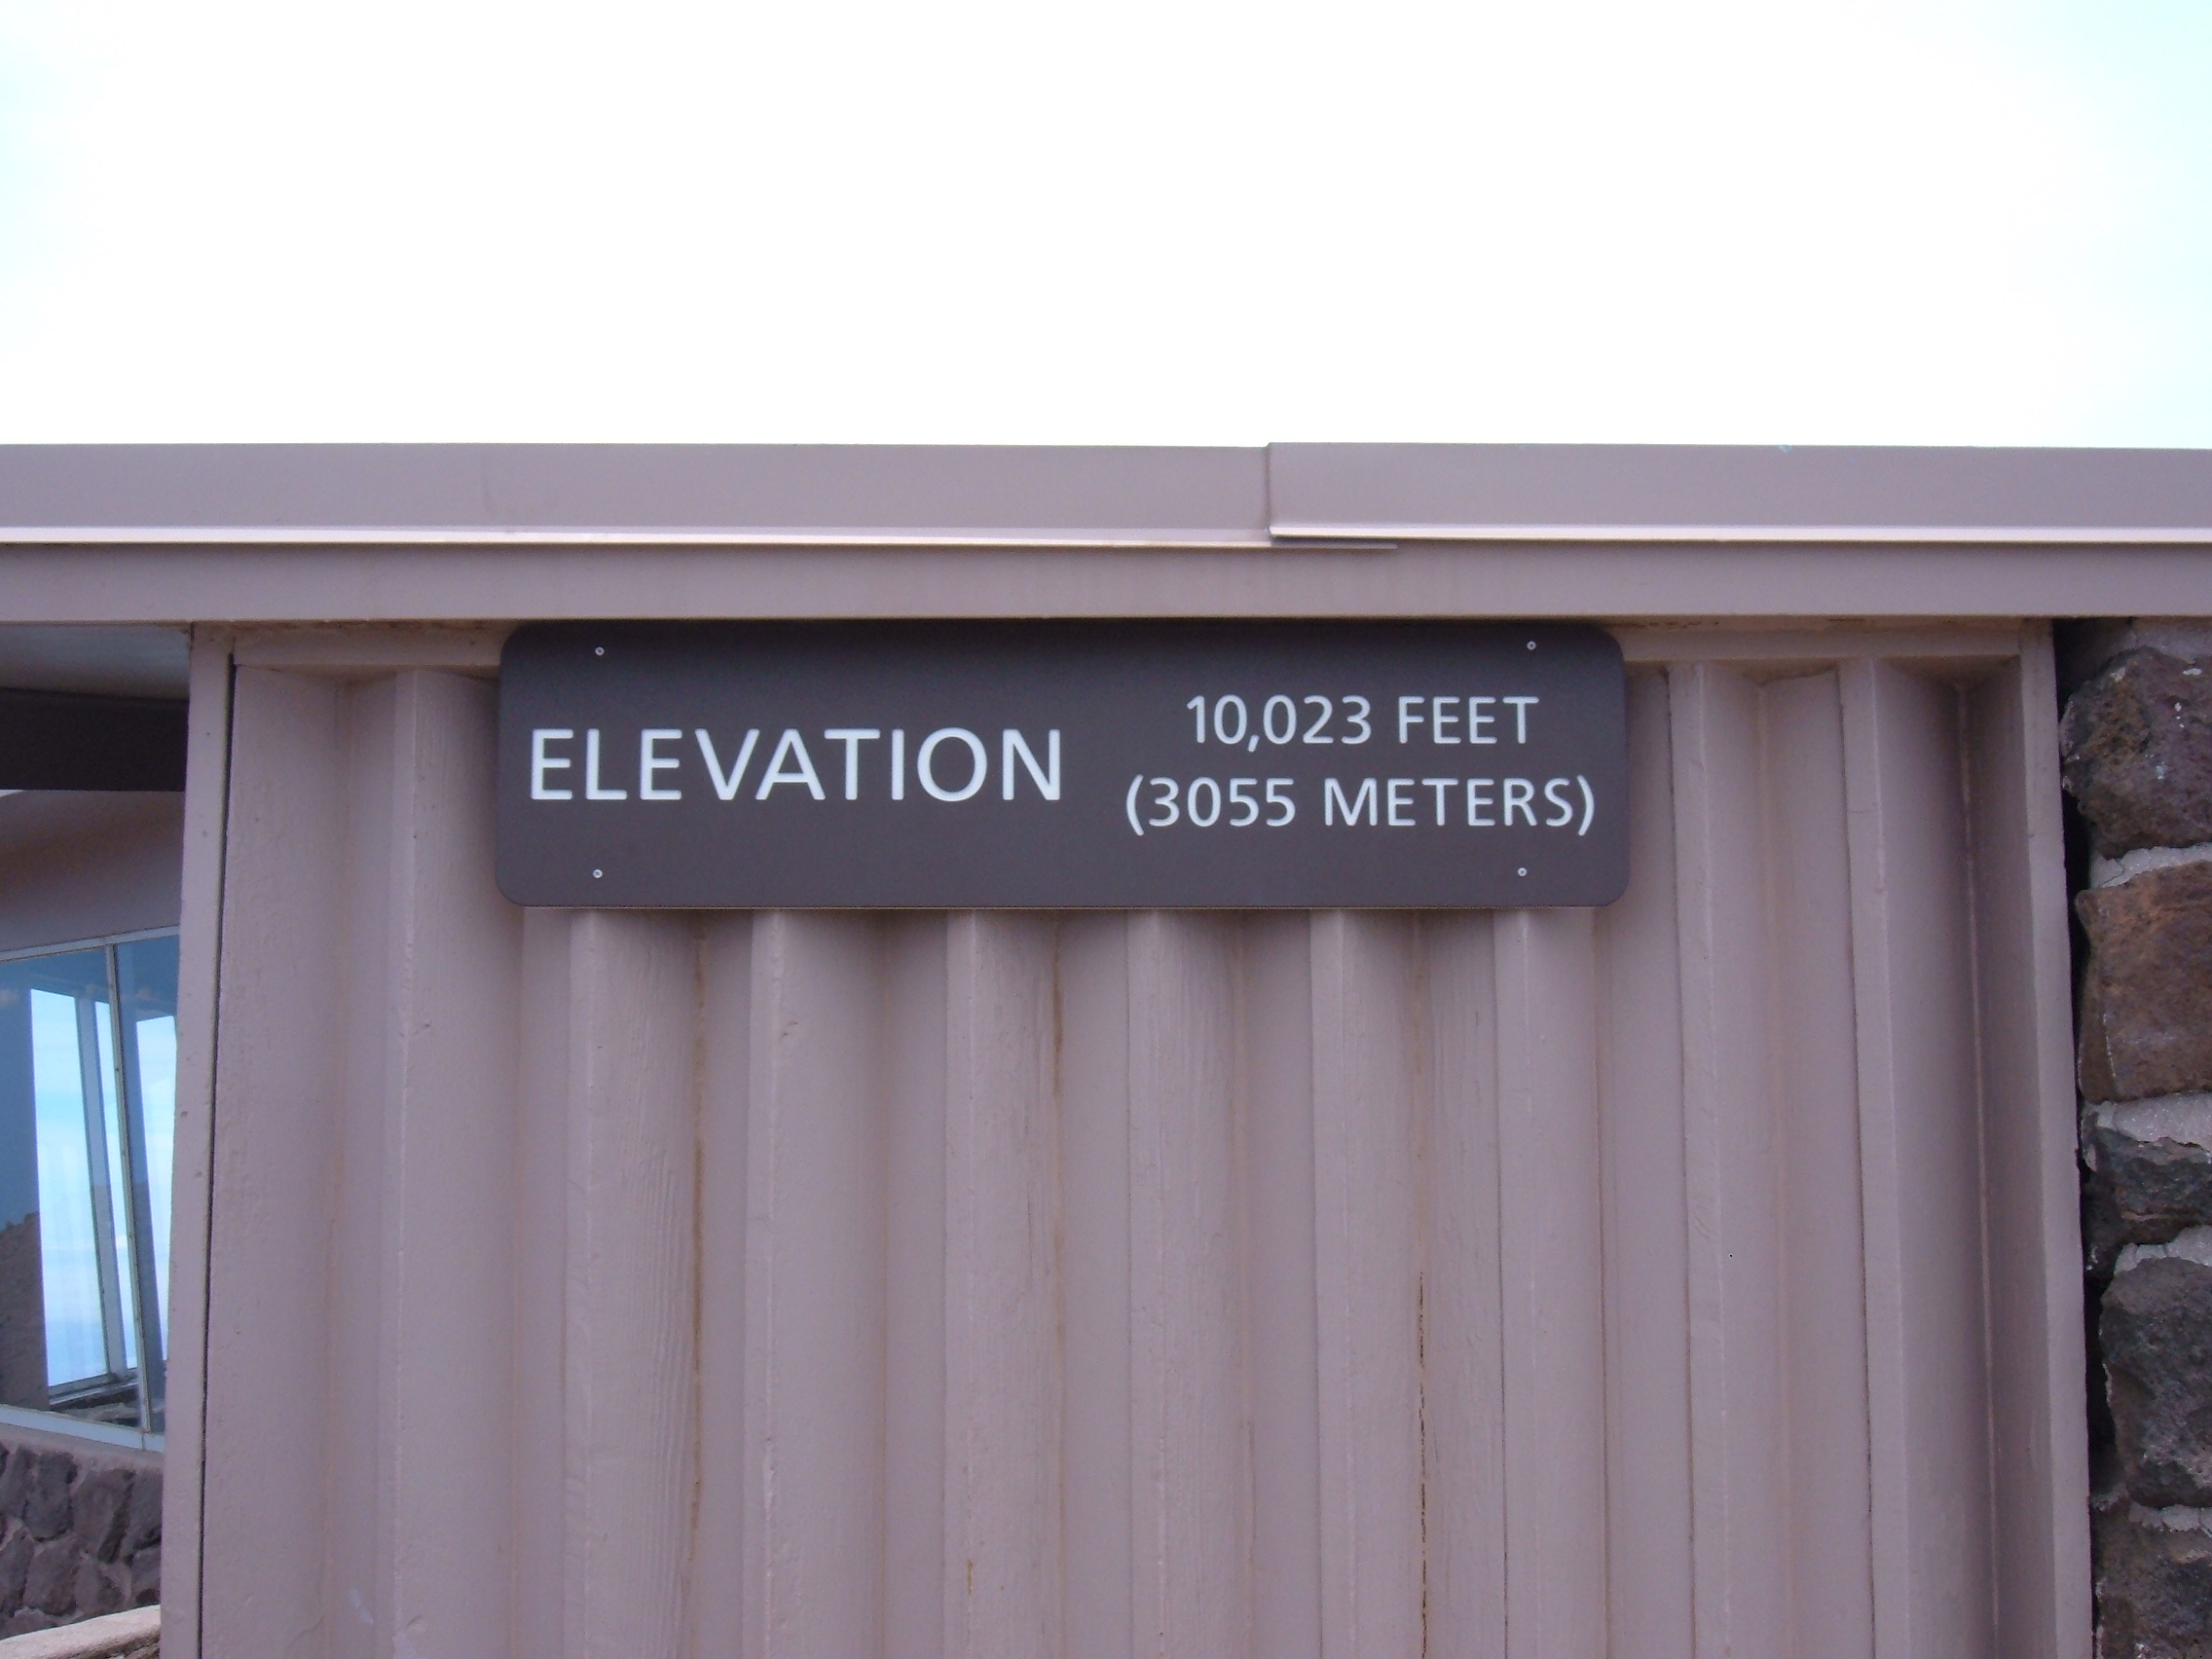 ELEVATION
10,023 FEET
(3055 METERS)